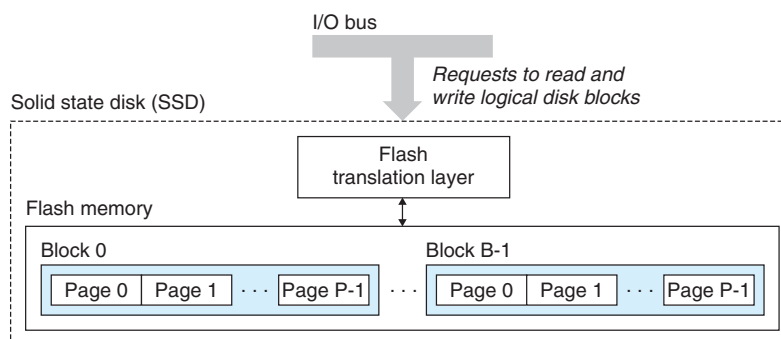 I/O bus
Requests to read and
write logical disk blocks
Solid state disk (SSD)
Flash
translation layer
Flash memory
Block 0
Block B-1
Page 0 Page 1 · · · Page P-1 · · · Page 0 Page 1 · · · Page P-1